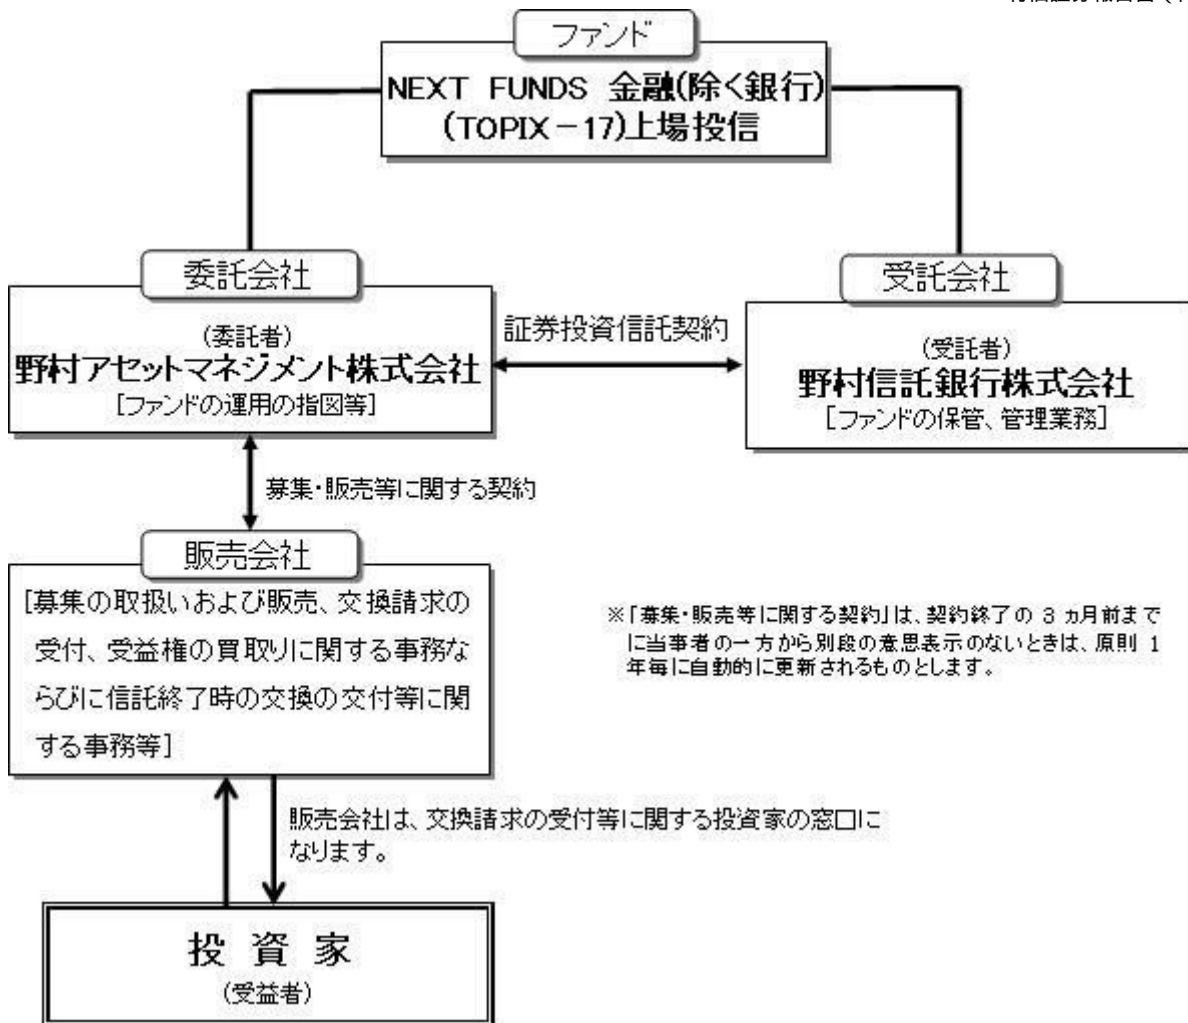 ファンド
NEXT FUNDS 金融(除く銀行)
(TOPIX－17)上場投信
委託会社
(委託者)
野村アセットマネジメント株式会社
[ファンドの運用の指図等]
証券投資信託契約
受託会社
(受託者)
野村信託銀行株式会社
[ファンドの保管、管理業務]
募集・販売等に関する契約
販売会社
[募集の取扱いおよび販売、交換請求の
受付、受益権の買取りに関する事務な
らびに信託終了時の交換の交付等に関
する事務等]
※「募集・販売等に関する契約」は、契約終了の 3 ヵ月前まで
に当事者の一方から別段の意思表示のないときは、原則 1
年毎に自動的に更新されるものとします。
販売会社は、交換請求の受付等に関する投資家の窓口に
なります。
投 資 家
(受益者)